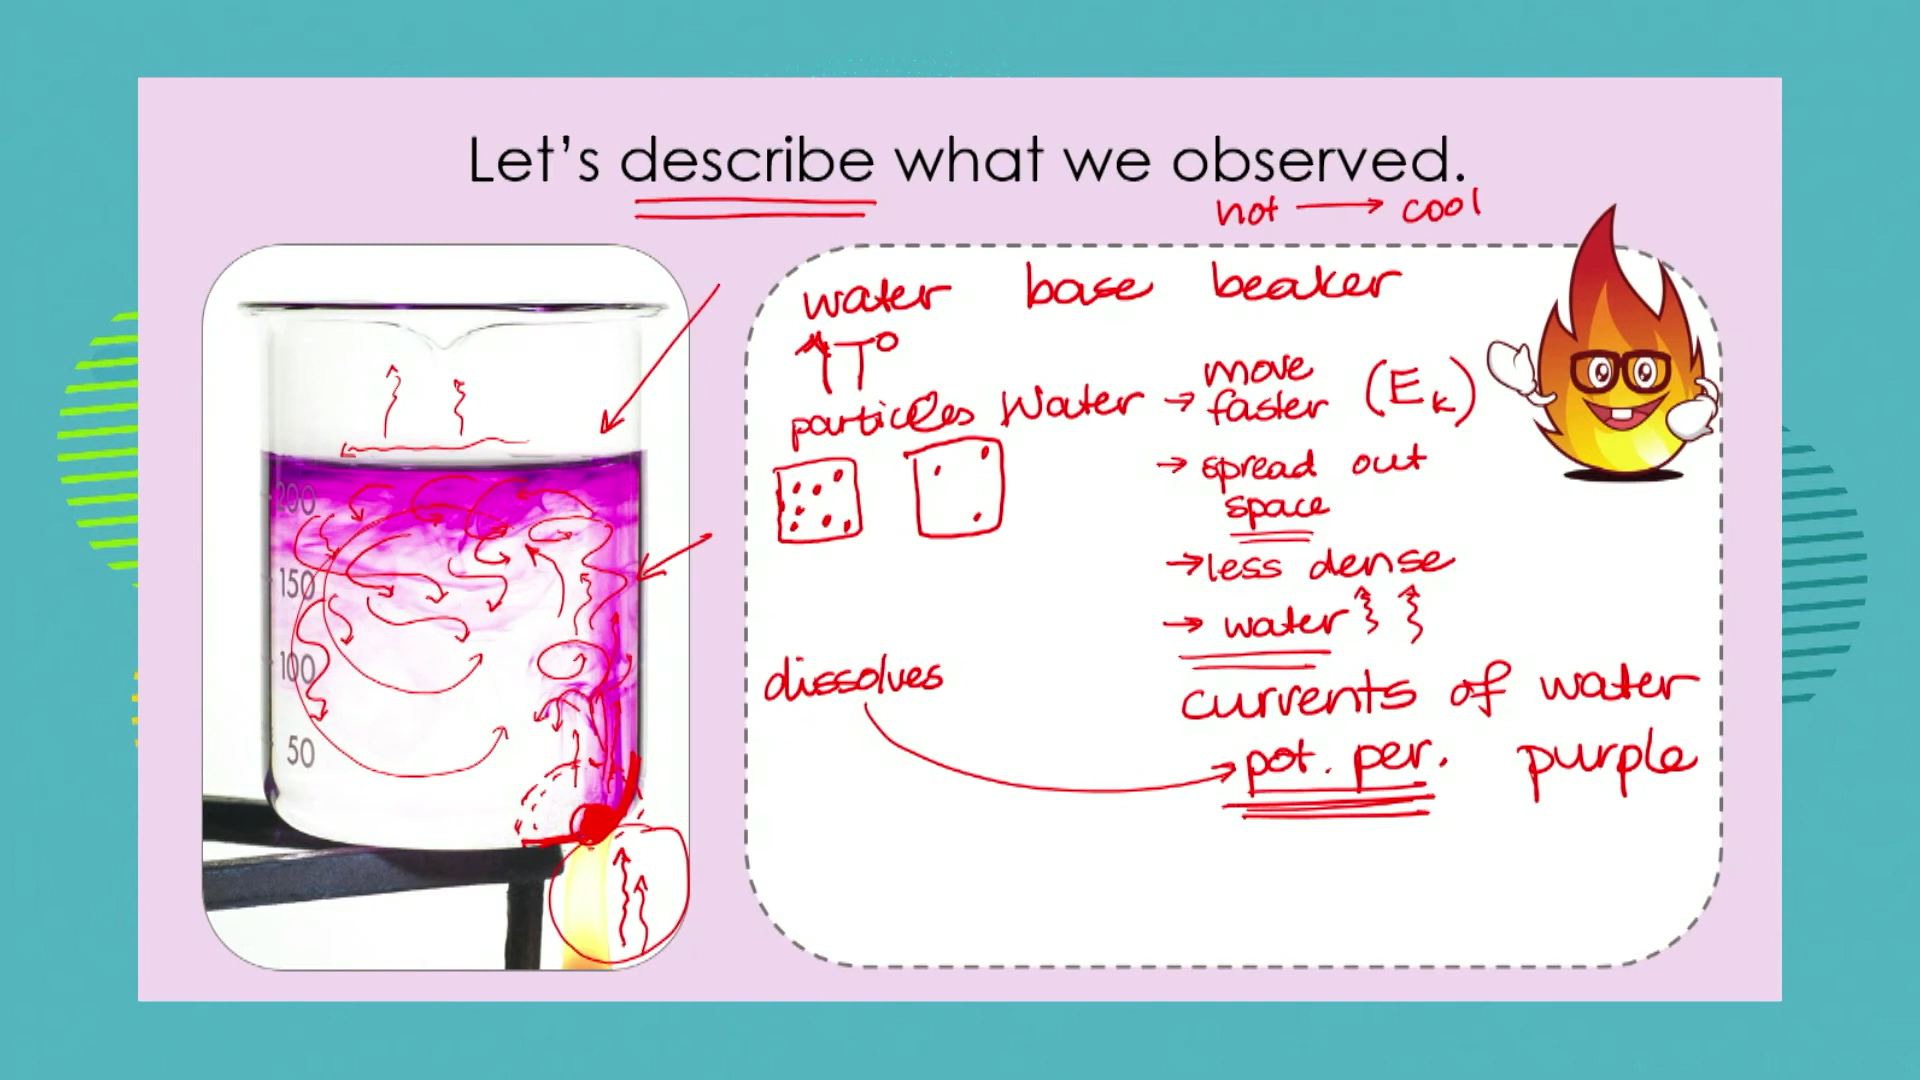 Let's describe what we observed.
hot → cool
water base beaker
↑T°
particles Water → move faster (Ek)
→ spread out
space
→ less dense
→ water
currents of water
dissolves
→ pot. per. purple
200
150
100
50